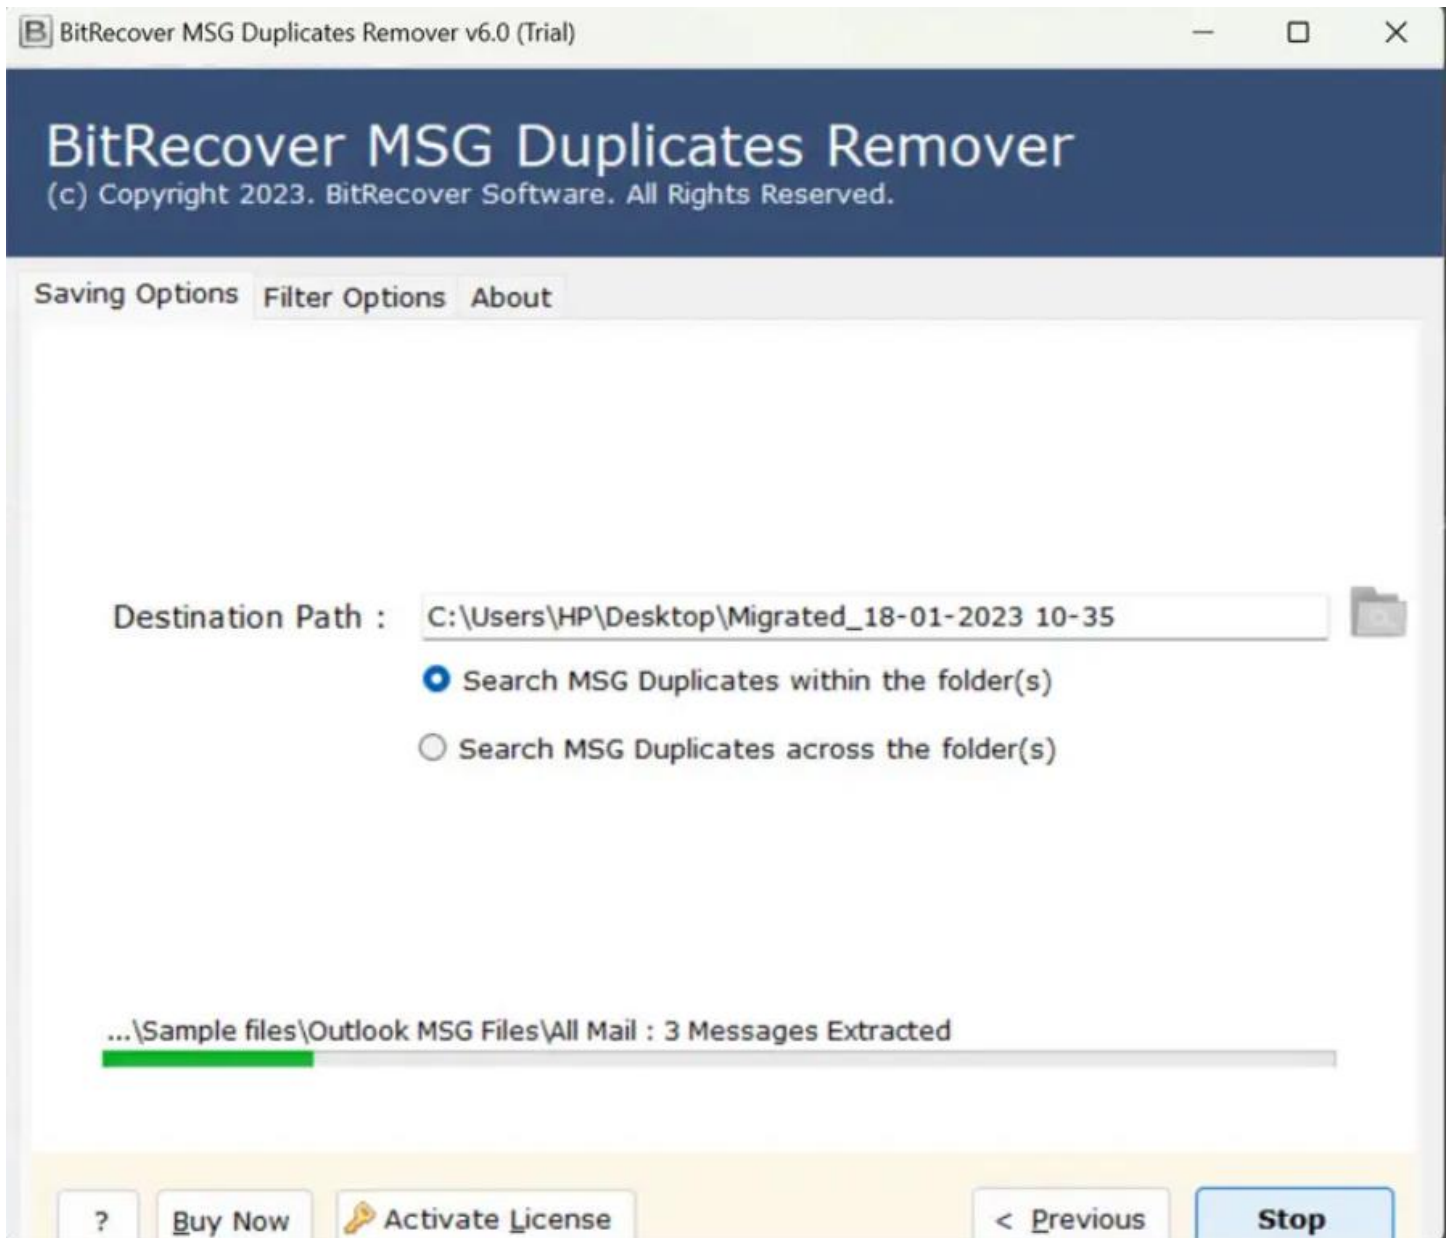 BitRecover MSG Duplicates Remover v6.0 (Trial)
BitRecover MSG Duplicates Remover
(c) Copyright 2023. BitRecover Software. All Rights Reserved.
Saving Options Filter Options About
Destination Path : C:\Users\HP\Desktop\Migrated_18-01-2023 10-35
Search MSG Duplicates within the folder(s)
Search MSG Duplicates across the folder(s)
...\Sample files\Outlook MSG Files\All Mail : 3 Messages Extracted
? Buy Now Activate License < Previous Stop